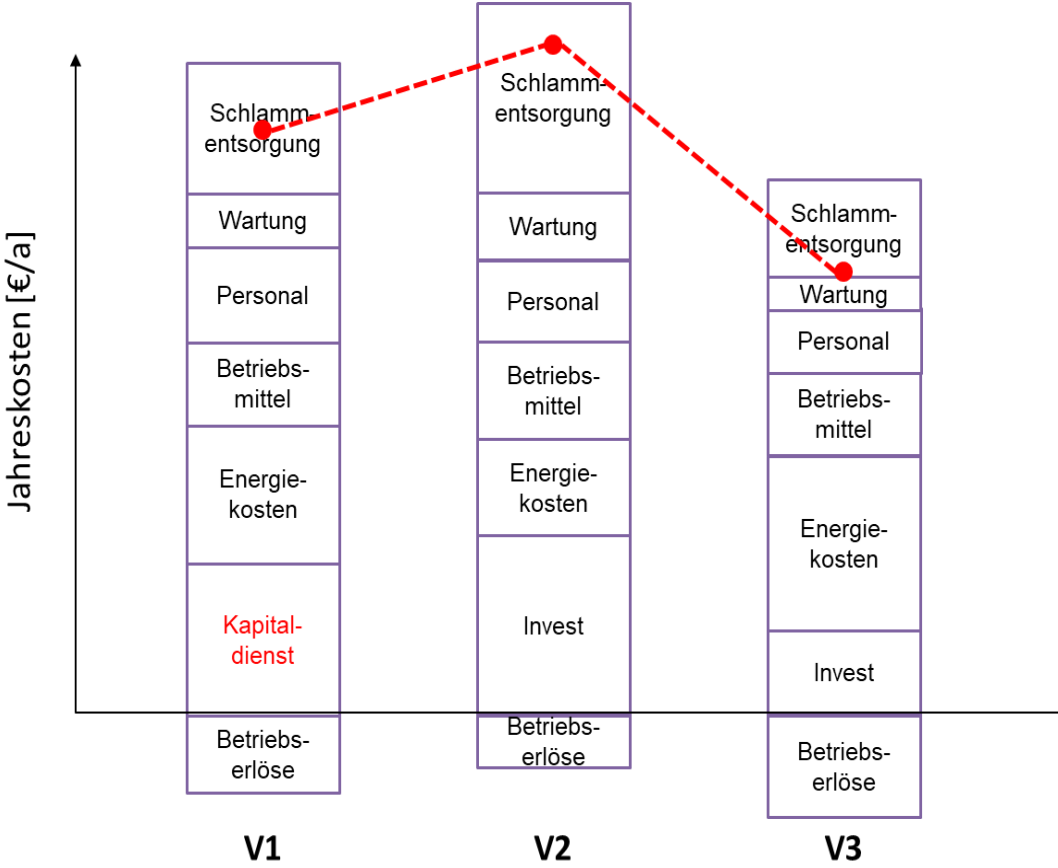 Jahreskosten [€/a]
Schlamm-
entsorgung
Wartung
Personal
Betriebs-
mittel
Energie-
kosten
Kapital-
dienst
Betriebs-
erlöse
V1
Schlamm-
entsorgung
Wartung
Personal
Betriebs-
mittel
Energie-
kosten
Invest
Betriebs-
erlöse
V2
Schlamm-
entsorgung
Wartung
Personal
Betriebs-
mittel
Energie-
kosten
Invest
Betriebs-
erlöse
V3